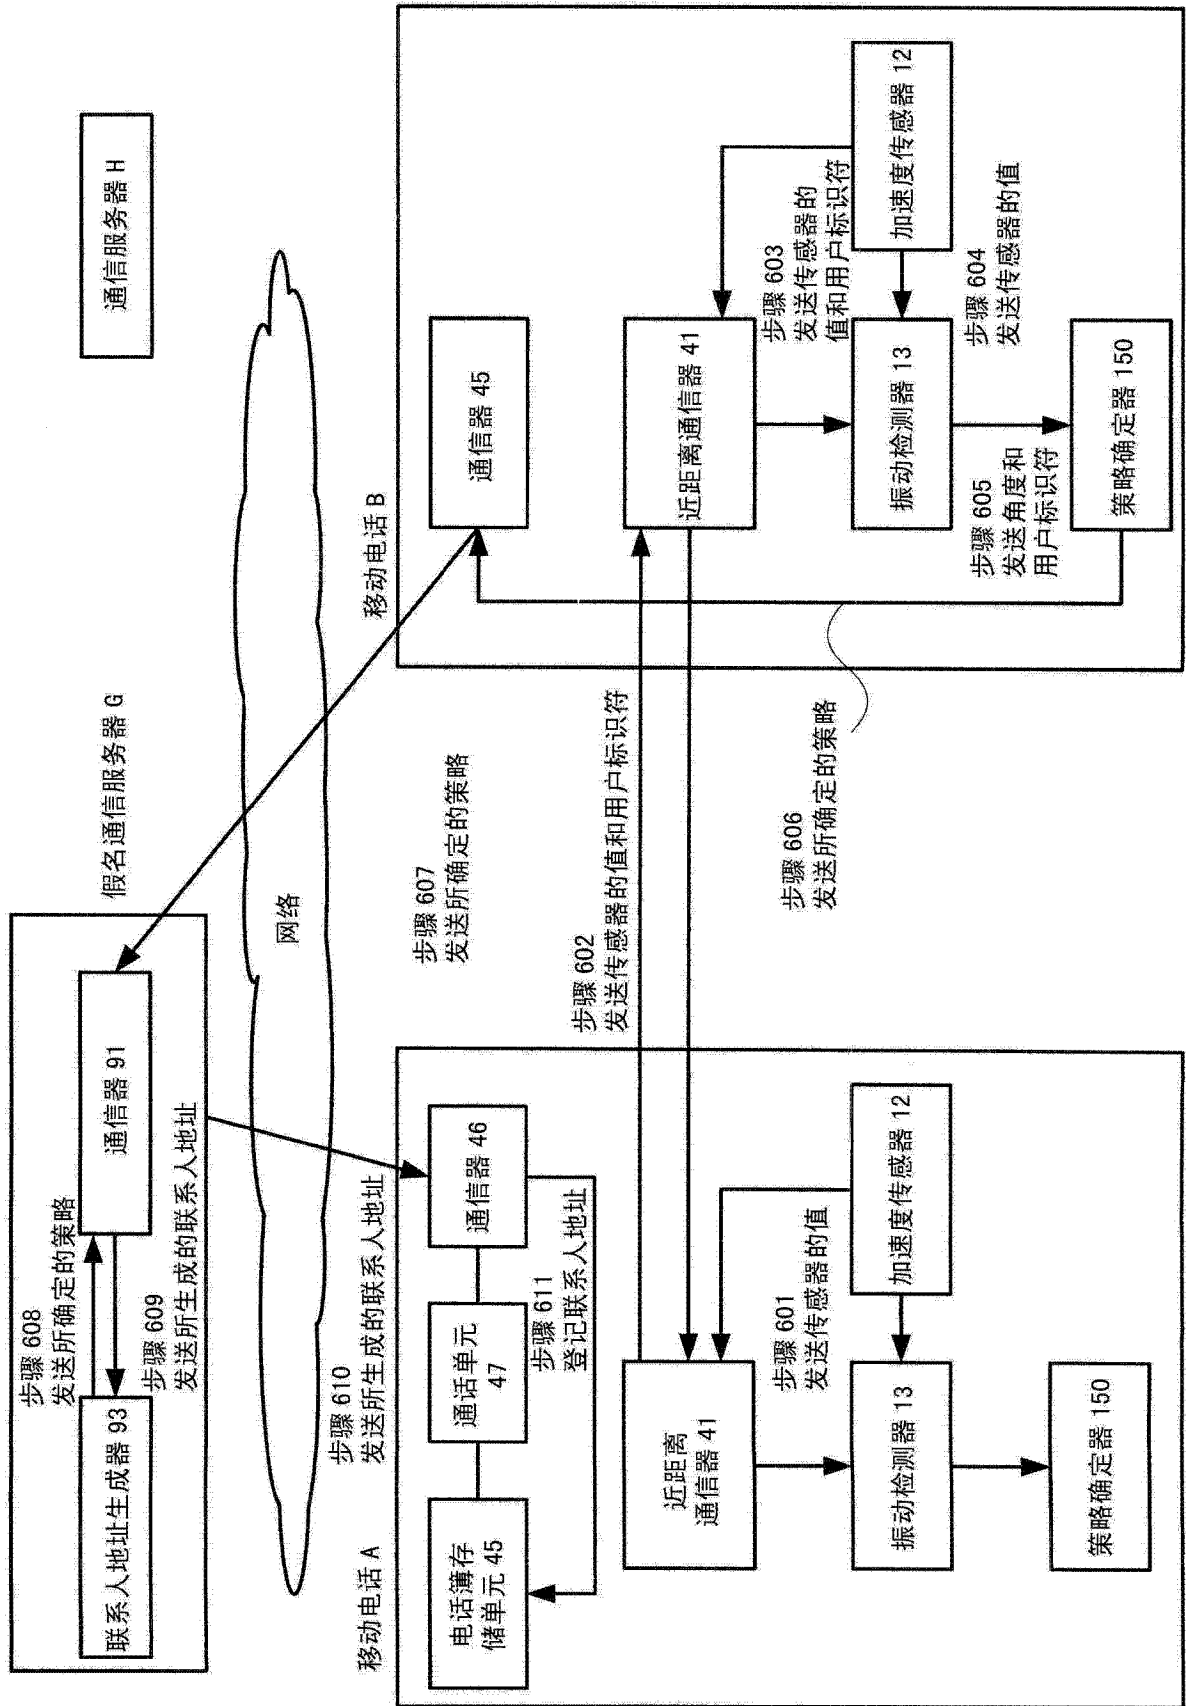 步骤 608
发送所确定的策略
联系人地址生成器 93
通信器 91
步骤 609
发送所生成的联系人地址
假名通信服务器 G
通信服务器 H
网络
步骤 610
发送所生成的联系人地址
步骤 607
发送所确定的策略
移动电话 A
电话簿存
储单元 45
通话单元
47
通信器 46
步骤 611
登记联系人地址
近距离
通信器 41
步骤 601
发送传感器的值
振动检测器 13
加速度传感器 12
策略确定器 150
步骤 602
发送传感器的值和用户标识符
步骤 606
发送所确定的策略
移动电话 B
通信器 45
近距离通信器 41
步骤 603
发送传感器的
值和用户标识符
振动检测器 13
加速度传感器 12
步骤 604
发送传感器的值
步骤 605
发送角度和
用户标识符
策略确定器 150